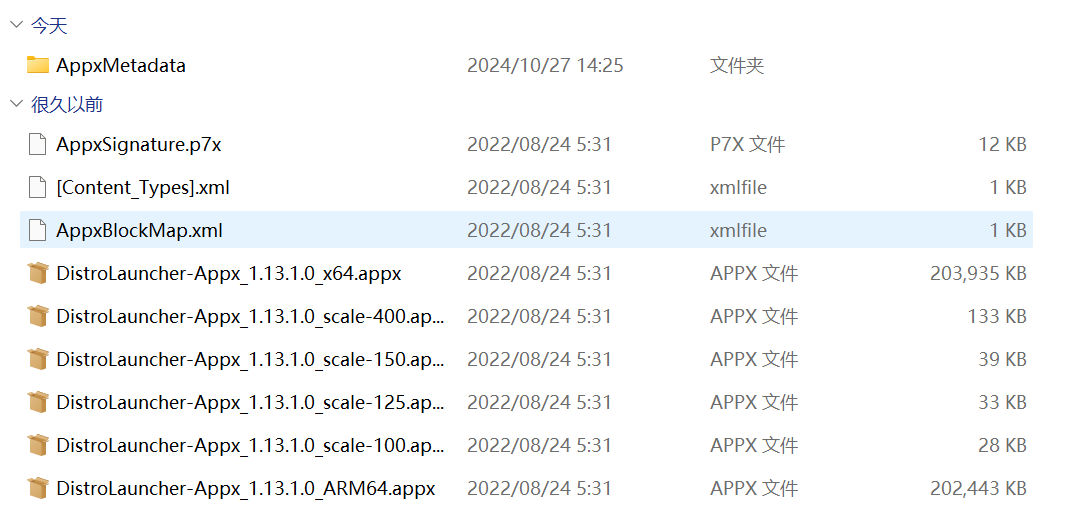 今天
AppxMetadata 2024/10/27 14:25 文件夹
很久以前
AppxSignature.p7x 2022/08/24 5:31 P7X 文件 12 KB
[Content_Types].xml 2022/08/24 5:31 xmlfile 1 KB
AppxBlockMap.xml 2022/08/24 5:31 xmlfile 1 KB
DistroLauncher-Appx_1.13.1.0_x64.appx 2022/08/24 5:31 APPX 文件 203,935 KB
DistroLauncher-Appx_1.13.1.0_scale-400.ap... 2022/08/24 5:31 APPX 文件 133 KB
DistroLauncher-Appx_1.13.1.0_scale-150.ap... 2022/08/24 5:31 APPX 文件 39 KB
DistroLauncher-Appx_1.13.1.0_scale-125.ap... 2022/08/24 5:31 APPX 文件 33 KB
DistroLauncher-Appx_1.13.1.0_scale-100.ap... 2022/08/24 5:31 APPX 文件 28 KB
DistroLauncher-Appx_1.13.1.0_ARM64.appx 2022/08/24 5:31 APPX 文件 202,443 KB